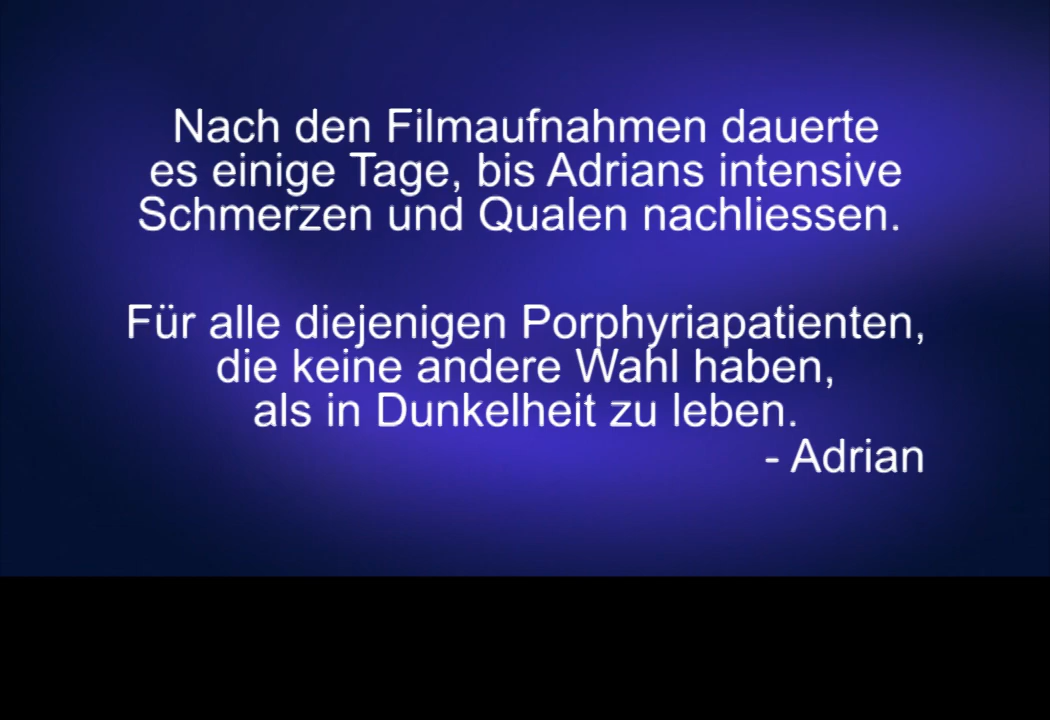 Nach den Filmaufnahmen dauerte
es einige Tage, bis Adrians intensive
Schmerzen und Qualen nachliessen.
Für alle diejenigen Porphyriapatienten,
die keine andere Wahl haben,
als in Dunkelheit zu leben.
- Adrian